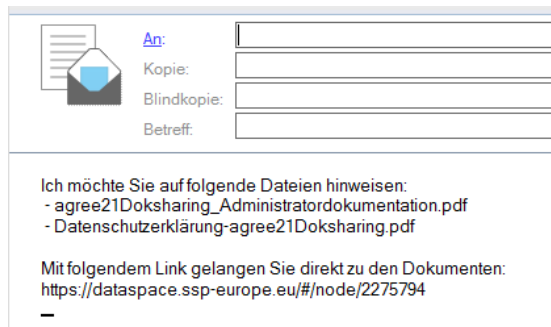 An:
Kopie:
Blindkopie:
Betreff:
Ich möchte Sie auf folgende Dateien hinweisen:
- agree21Doksharing_Administratordokumentation.pdf
- Datenschutzerklärung-agree21Doksharing.pdf
Mit folgendem Link gelangen Sie direkt zu den Dokumenten:
https://dataspace.ssp-europe.eu/#/node/2275794